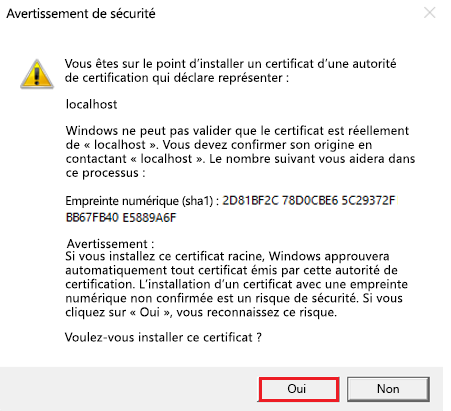 Avertissement de sécurité
Vous êtes sur le point d’installer un certificat d’une autorité
de certification qui déclare représenter :
localhost
Windows ne peut pas valider que le certificat est réellement
de « localhost ». Vous devez confirmer son origine en
contactant « localhost ». Le nombre suivant vous aidera dans
ce processus :
Empreinte numérique (sha1) : 2D81BF2C 78D0CBE6 5C29372F
BB67FB40 E5889A6F
Avertissement :
Si vous installez ce certificat racine, Windows approuvera
automatiquement tout certificat émis par cette autorité de
certification. L’installation d’un certificat avec une empreinte
numérique non confirmée est un risque de sécurité. Si vous
cliquez sur « Oui », vous reconnaissez ce risque.
Voulez-vous installer ce certificat ?
Oui Non